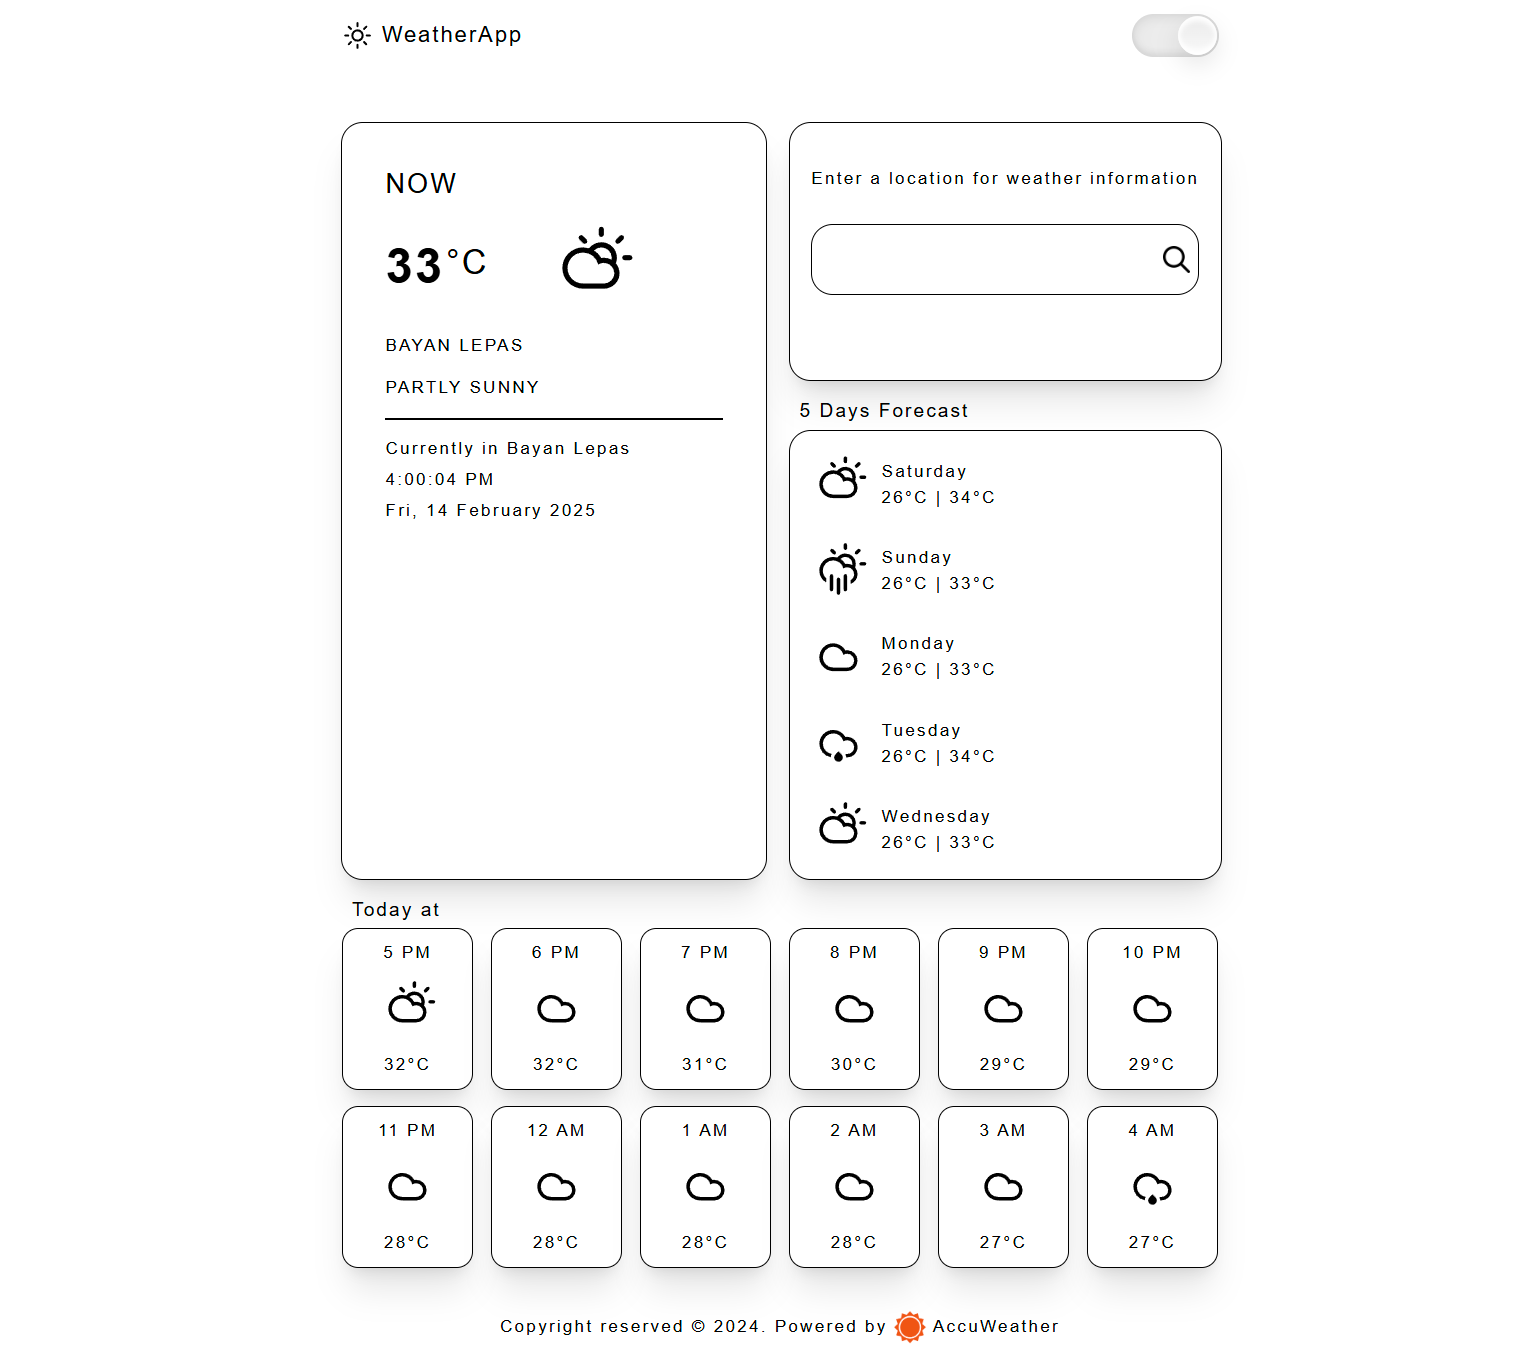 WeatherApp
NOW
33°C
BAYAN LEPAS
PARTLY SUNNY
Currently in Bayan Lepas
4:00:04 PM
Fri, 14 February 2025
Enter a location for weather information
5 Days Forecast
Saturday
26°C | 34°C
Sunday
26°C | 33°C
Monday
26°C | 33°C
Tuesday
26°C | 34°C
Wednesday
26°C | 33°C
Today at
5 PM
32°C
6 PM
32°C
7 PM
31°C
8 PM
30°C
9 PM
29°C
10 PM
29°C
11 PM
28°C
12 AM
28°C
1 AM
28°C
2 AM
28°C
3 AM
27°C
4 AM
27°C
Copyright reserved © 2024. Powered by AccuWeather